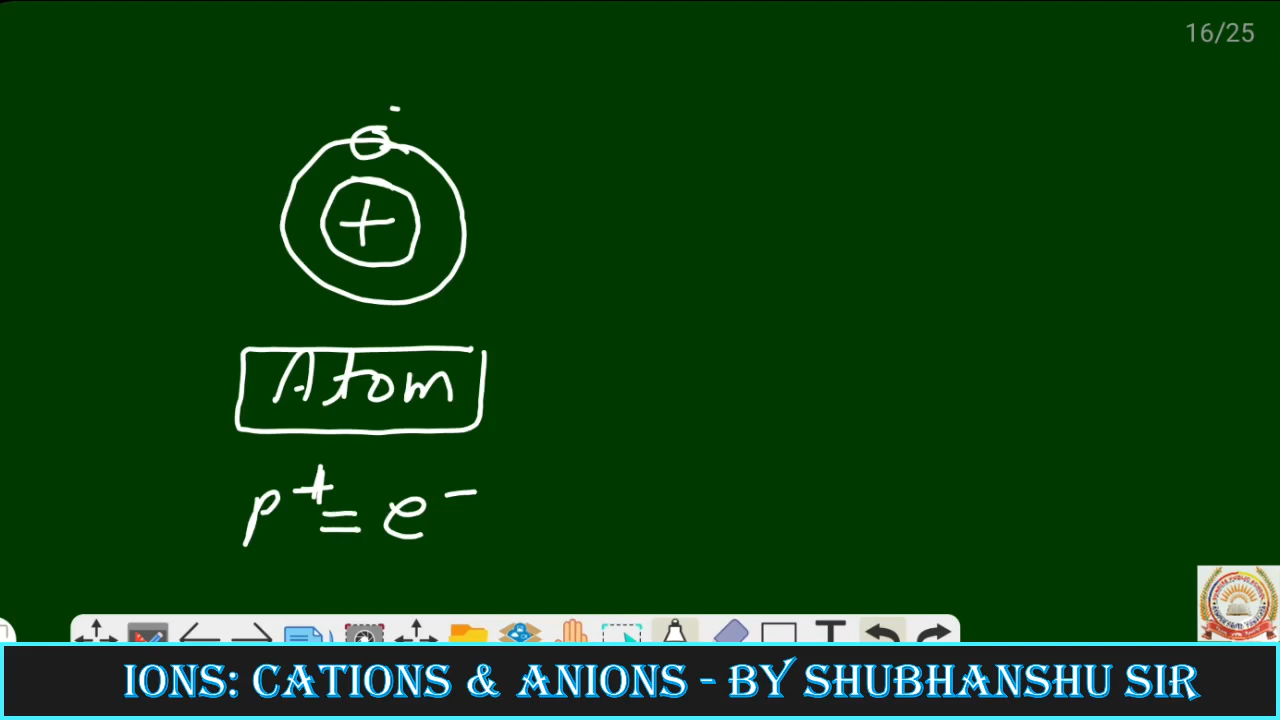 16/25
e⁻
+
Atom
p⁺ = e⁻
T
IONS: CATIONS & ANIONS - BY SHUBHANSHU SIR